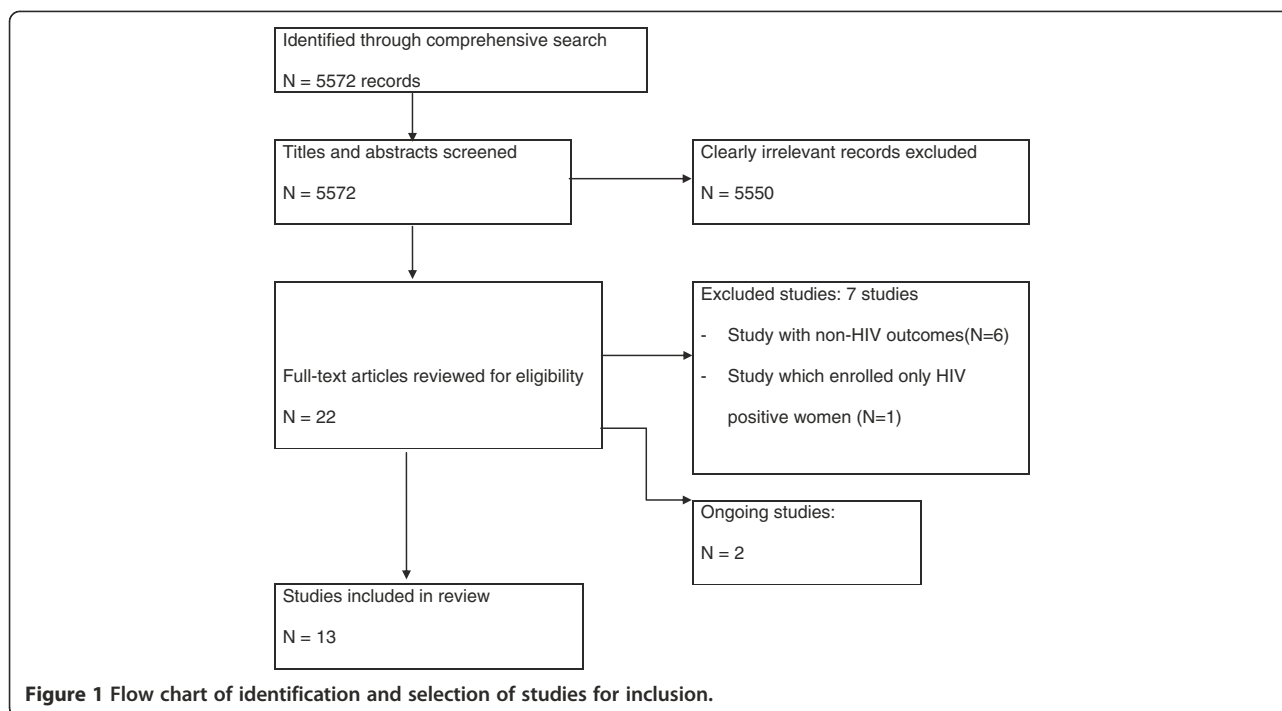 Identified through comprehensive search
N = 5572 records
Titles and abstracts screened
N = 5572
Clearly irrelevant records excluded
N = 5550
Full-text articles reviewed for eligibility
N = 22
Excluded studies: 7 studies
- Study with non-HIV outcomes(N=6)
- Study which enrolled only HIV
positive women (N=1)
Ongoing studies:
N = 2
Studies included in review
N = 13
Figure 1 Flow chart of identification and selection of studies for inclusion.